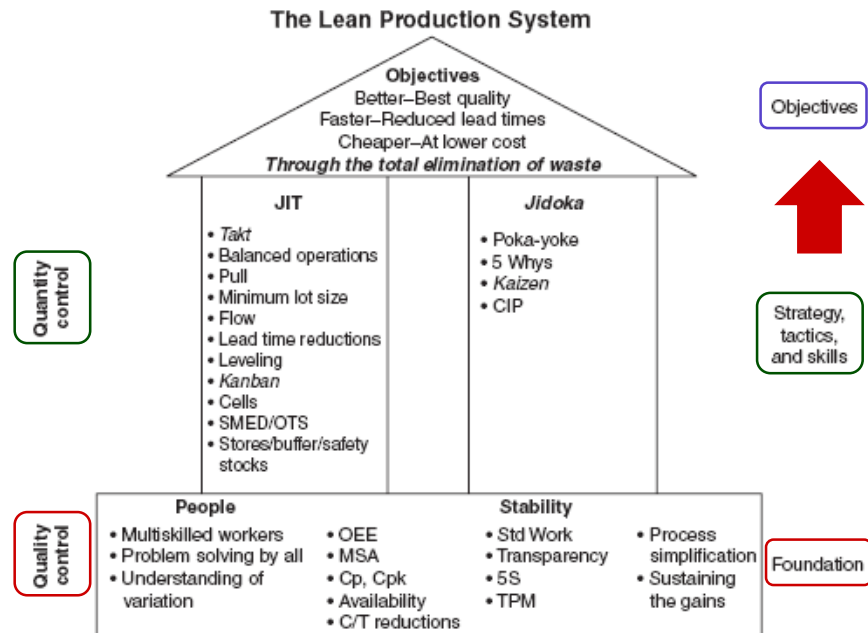 The Lean Production System
Objectives
Better–Best quality
Faster–Reduced lead times
Cheaper–At lower cost
Through the total elimination of waste
Objectives
JIT
• Takt
• Balanced operations
• Pull
• Minimum lot size
• Flow
• Lead time reductions
• Leveling
• Kanban
• Cells
• SMED/OTS
• Stores/buffer/safety
stocks
Jidoka
• Poka-yoke
• 5 Whys
• Kaizen
• CIP
Quantity
control
Strategy,
tactics,
and skills
Quality
control
People
• Multiskilled workers
• Problem solving by all
• Understanding of
variation
Stability
• OEE
• MSA
• Cp, Cpk
• Availability
• C/T reductions
• Std Work
• Transparency
• 5S
• TPM
• Process
simplification
• Sustaining
the gains
Foundation